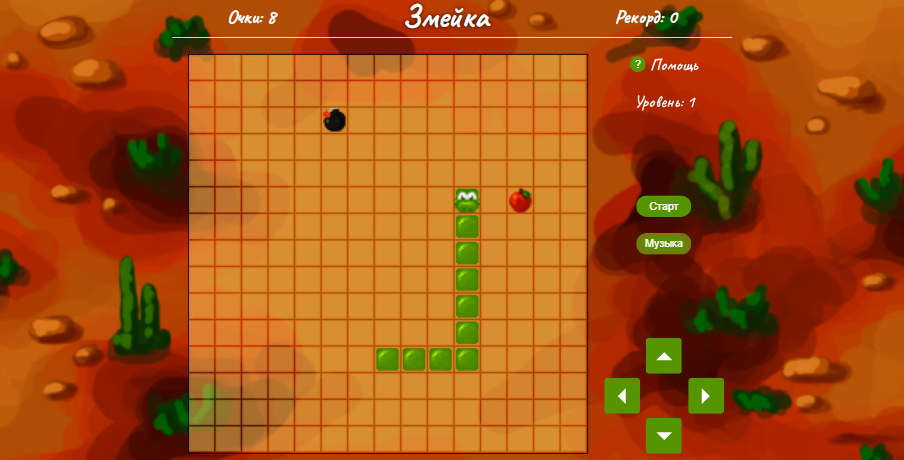 Очки: 8
Змейка
Рекорд: 0
? Помощь
Уровень: 1
Старт
Музыка